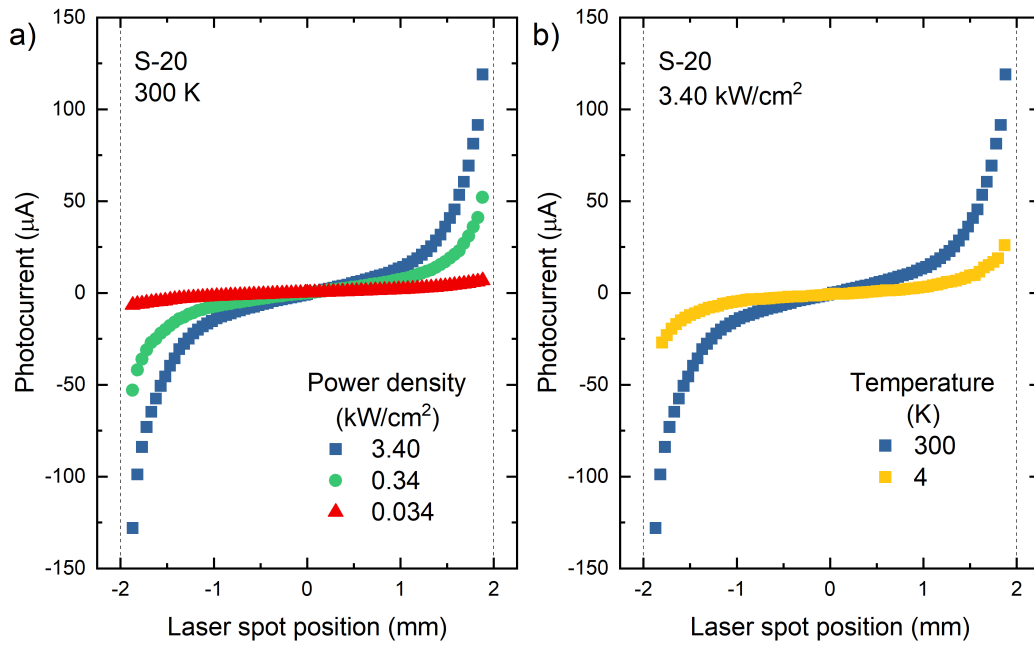 a)
S-20
300 K
Photocurrent (μA)
150
100
50
0
-50
-100
-150
Power density
(kW/cm²)
3.40
0.34
0.034
-2
-1
0
1
2
Laser spot position (mm)
b)
S-20
3.40 kW/cm²
Photocurrent (μA)
150
100
50
0
-50
-100
-150
Temperature
(K)
300
4
-2
-1
0
1
2
Laser spot position (mm)